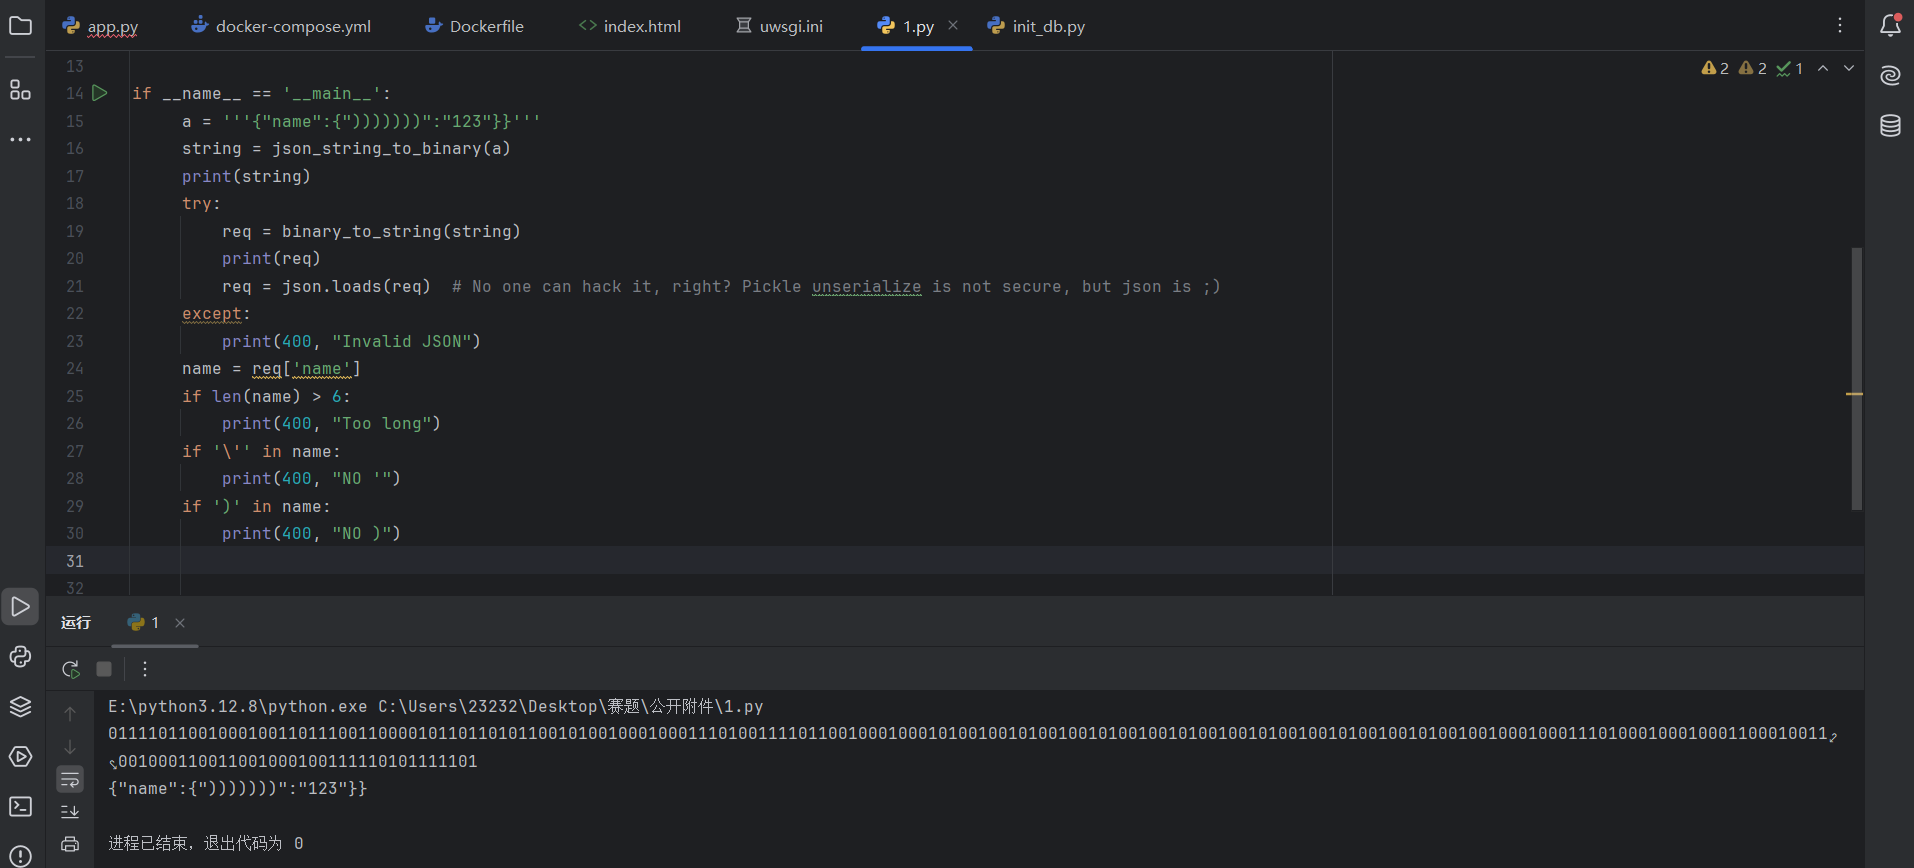 app.py docker-compose.yml Dockerfile <> index.html uwsgi.ini 1.py × init_db.py
2 2 1
13
14 if __name__ == '__main__':
15 a = '''{"name":{")))))))":"123"}}'''
16 string = json_string_to_binary(a)
17 print(string)
18 try:
19 req = binary_to_string(string)
20 print(req)
21 req = json.loads(req) # No one can hack it, right? Pickle unserialize is not secure, but json is ;)
22 except:
23 print(400, "Invalid JSON")
24 name = req['name']
25 if len(name) > 6:
26 print(400, "Too long")
27 if '\'' in name:
28 print(400, "NO '")
29 if ')' in name:
30 print(400, "NO )")
31
32
运行 1 ×
E:\python3.12.8\python.exe C:\Users\23232\Desktop\赛题\公开附件\1.py
0111101100100010011011100110000101101101011001010010001000111010011110110010001000101001001010010010100100101001001010010010100100101001001000100011101000100010001100010011
001000110011001000100111110101111101
{"name":{")))))))":"123"}}
进程已结束，退出代码为 0